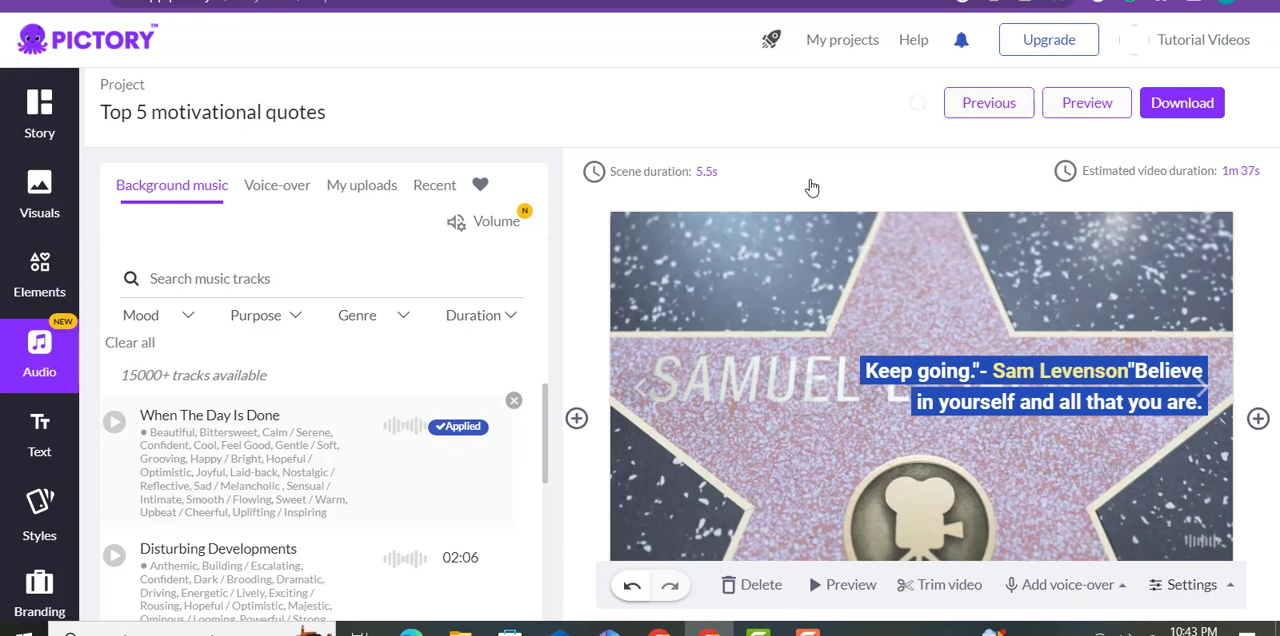 PICTORY™
My projects
Help
Upgrade
Tutorial Videos
Project
Top 5 motivational quotes
Previous
Preview
Download
Story
Visuals
Elements
NEW
Audio
Text
Styles
Branding
Background music
Voice-over
My uploads
Recent
Volume
N
Search music tracks
Mood
Purpose
Genre
Duration
Clear all
15000+ tracks available
When The Day Is Done
• Beautiful, Bittersweet, Calm / Serene,
Confident, Cool, Feel Good, Gentle / Soft,
Grooving, Happy / Bright, Hopeful /
Optimistic, Joyful, Laid-back, Nostalgic /
Reflective, Sad / Melancholic , Sensual /
Intimate, Smooth / Flowing, Sweet / Warm,
Upbeat / Cheerful, Uplifting / Inspiring
Applied
Disturbing Developments
• Anthemic, Building / Escalating,
Confident, Dark / Brooding, Dramatic,
Driving, Energetic / Lively, Exciting /
Rousing, Hopeful / Optimistic, Majestic,
Ominous / Looming, Powerful / Strong
02:06
Scene duration: 5.5s
Estimated video duration: 1m 37s
SAMUEL
Keep going."- Sam Levenson"Believe
in yourself and all that you are.
Delete
Preview
Trim video
Add voice-over
Settings
10:43 PM